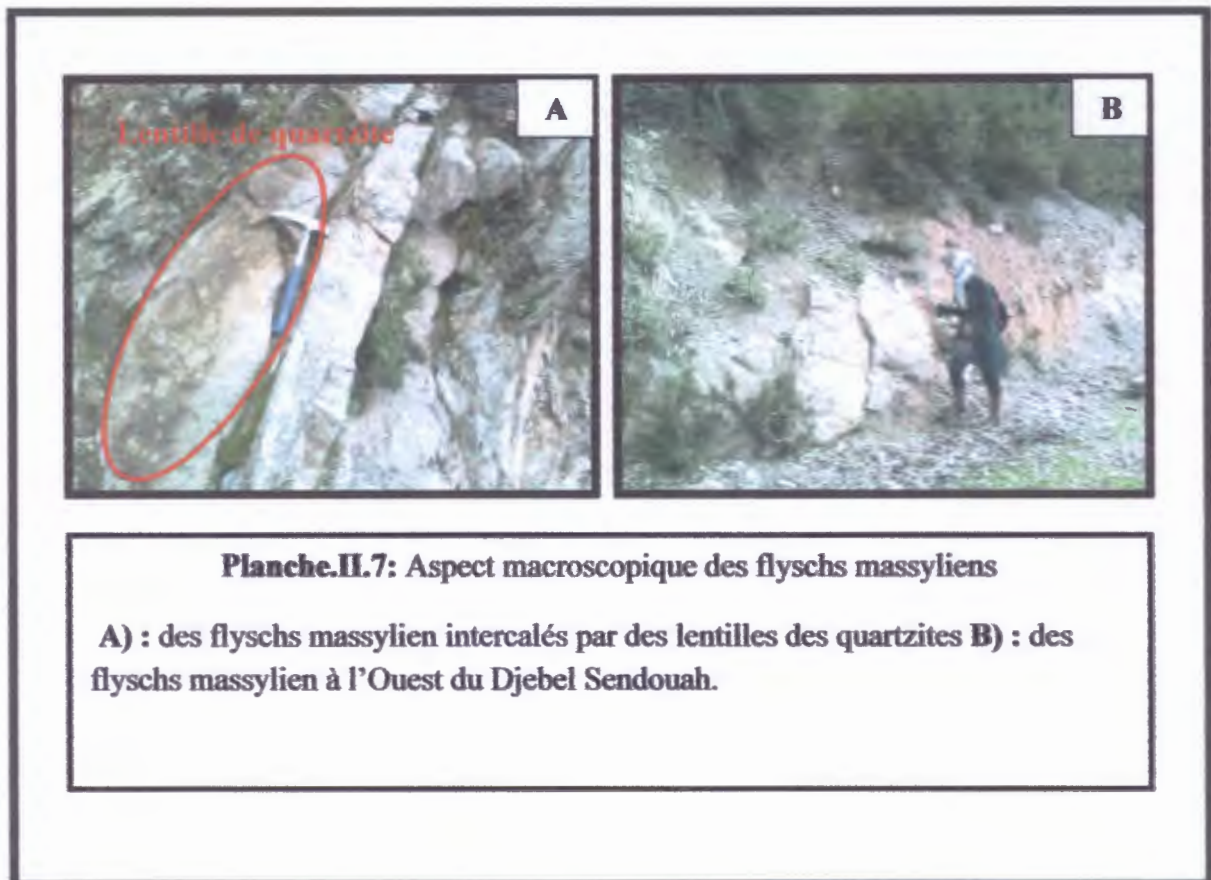 Lentille de quartzite
A
B
Planche.II.7: Aspect macroscopique des flyschs massyliens
A) : des flyschs massylien intercalés par des lentilles des quartzites B) : des
flyschs massylien à l'Ouest du Djebel Sendouah.